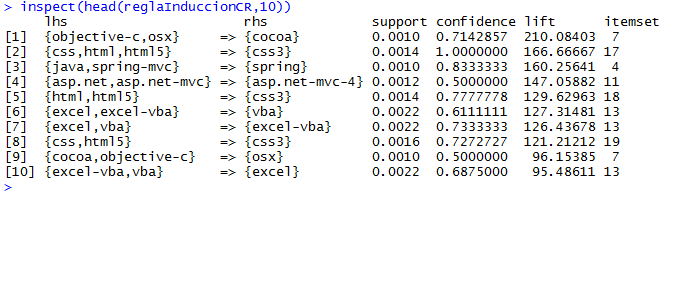 > inspect(head(reglaInduccionCR,10))
     lhs                      rhs             support confidence lift      itemset
[1]  {objective-c,osx}     => {cocoa}         0.0010  0.7142857  210.08403  7
[2]  {css,html,html5}      => {css3}          0.0014  1.0000000  166.66667 17
[3]  {java,spring-mvc}     => {spring}        0.0010  0.8333333  160.25641  4
[4]  {asp.net,asp.net-mvc} => {asp.net-mvc-4} 0.0012  0.5000000  147.05882 11
[5]  {html,html5}          => {css3}          0.0014  0.7777778  129.62963 18
[6]  {excel,excel-vba}     => {vba}           0.0022  0.6111111  127.31481 13
[7]  {excel,vba}           => {excel-vba}     0.0022  0.7333333  126.43678 13
[8]  {css,html5}           => {css3}          0.0016  0.7272727  121.21212 19
[9]  {cocoa,objective-c}   => {osx}           0.0010  0.5000000   96.15385  7
[10] {excel-vba,vba}       => {excel}         0.0022  0.6875000   95.48611 13
>